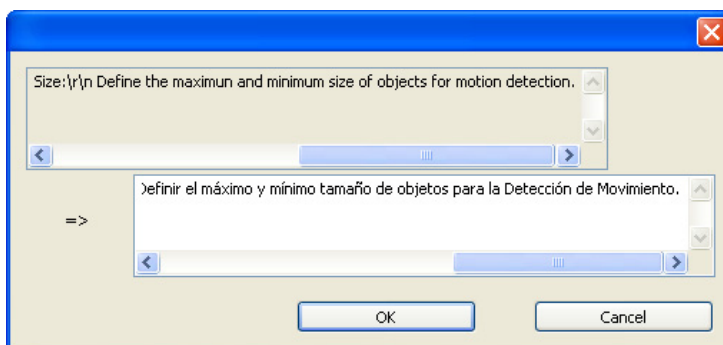 Size:\r\n Define the maximun and minimum size of objects for motion detection.
Definir el máximo y mínimo tamaño de objetos para la Detección de Movimiento.
=>
OK
Cancel